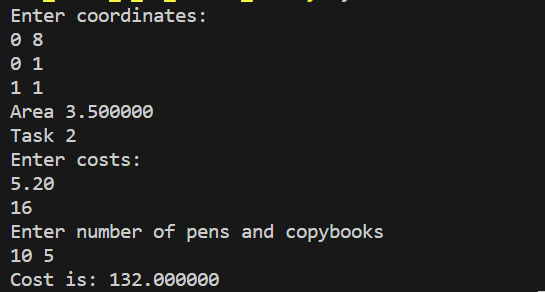 Enter coordinates:
0 8
0 1
1 1
Area 3.500000
Task 2
Enter costs:
5.20
16
Enter number of pens and copybooks
10 5
Cost is: 132.000000